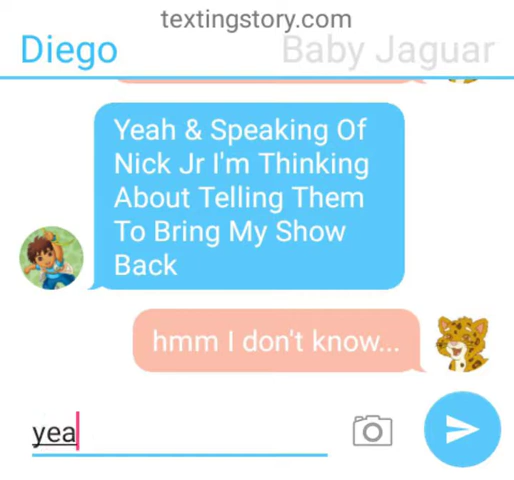 textingstory.com
Diego
Baby Jaguar
Yeah & Speaking Of
Nick Jr I'm Thinking
About Telling Them
To Bring My Show
Back
hmm I don't know...
yea